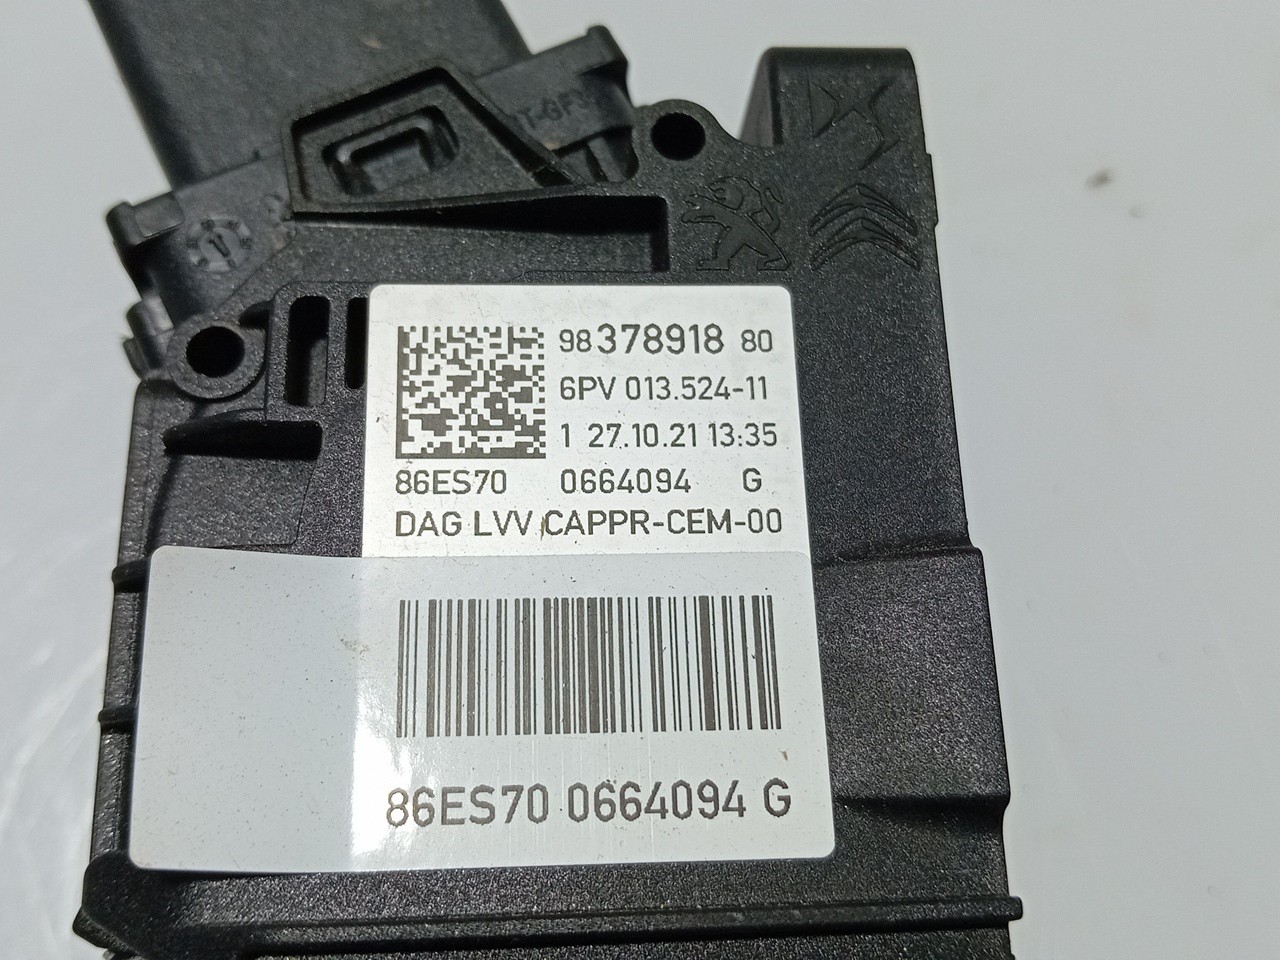 98 378918 80
6PV 013.524-11
1 27.10.21 13:35
86ES70 0664094 G
DAG LVV CAPPR-CEM-00
86ES70 0664094 G